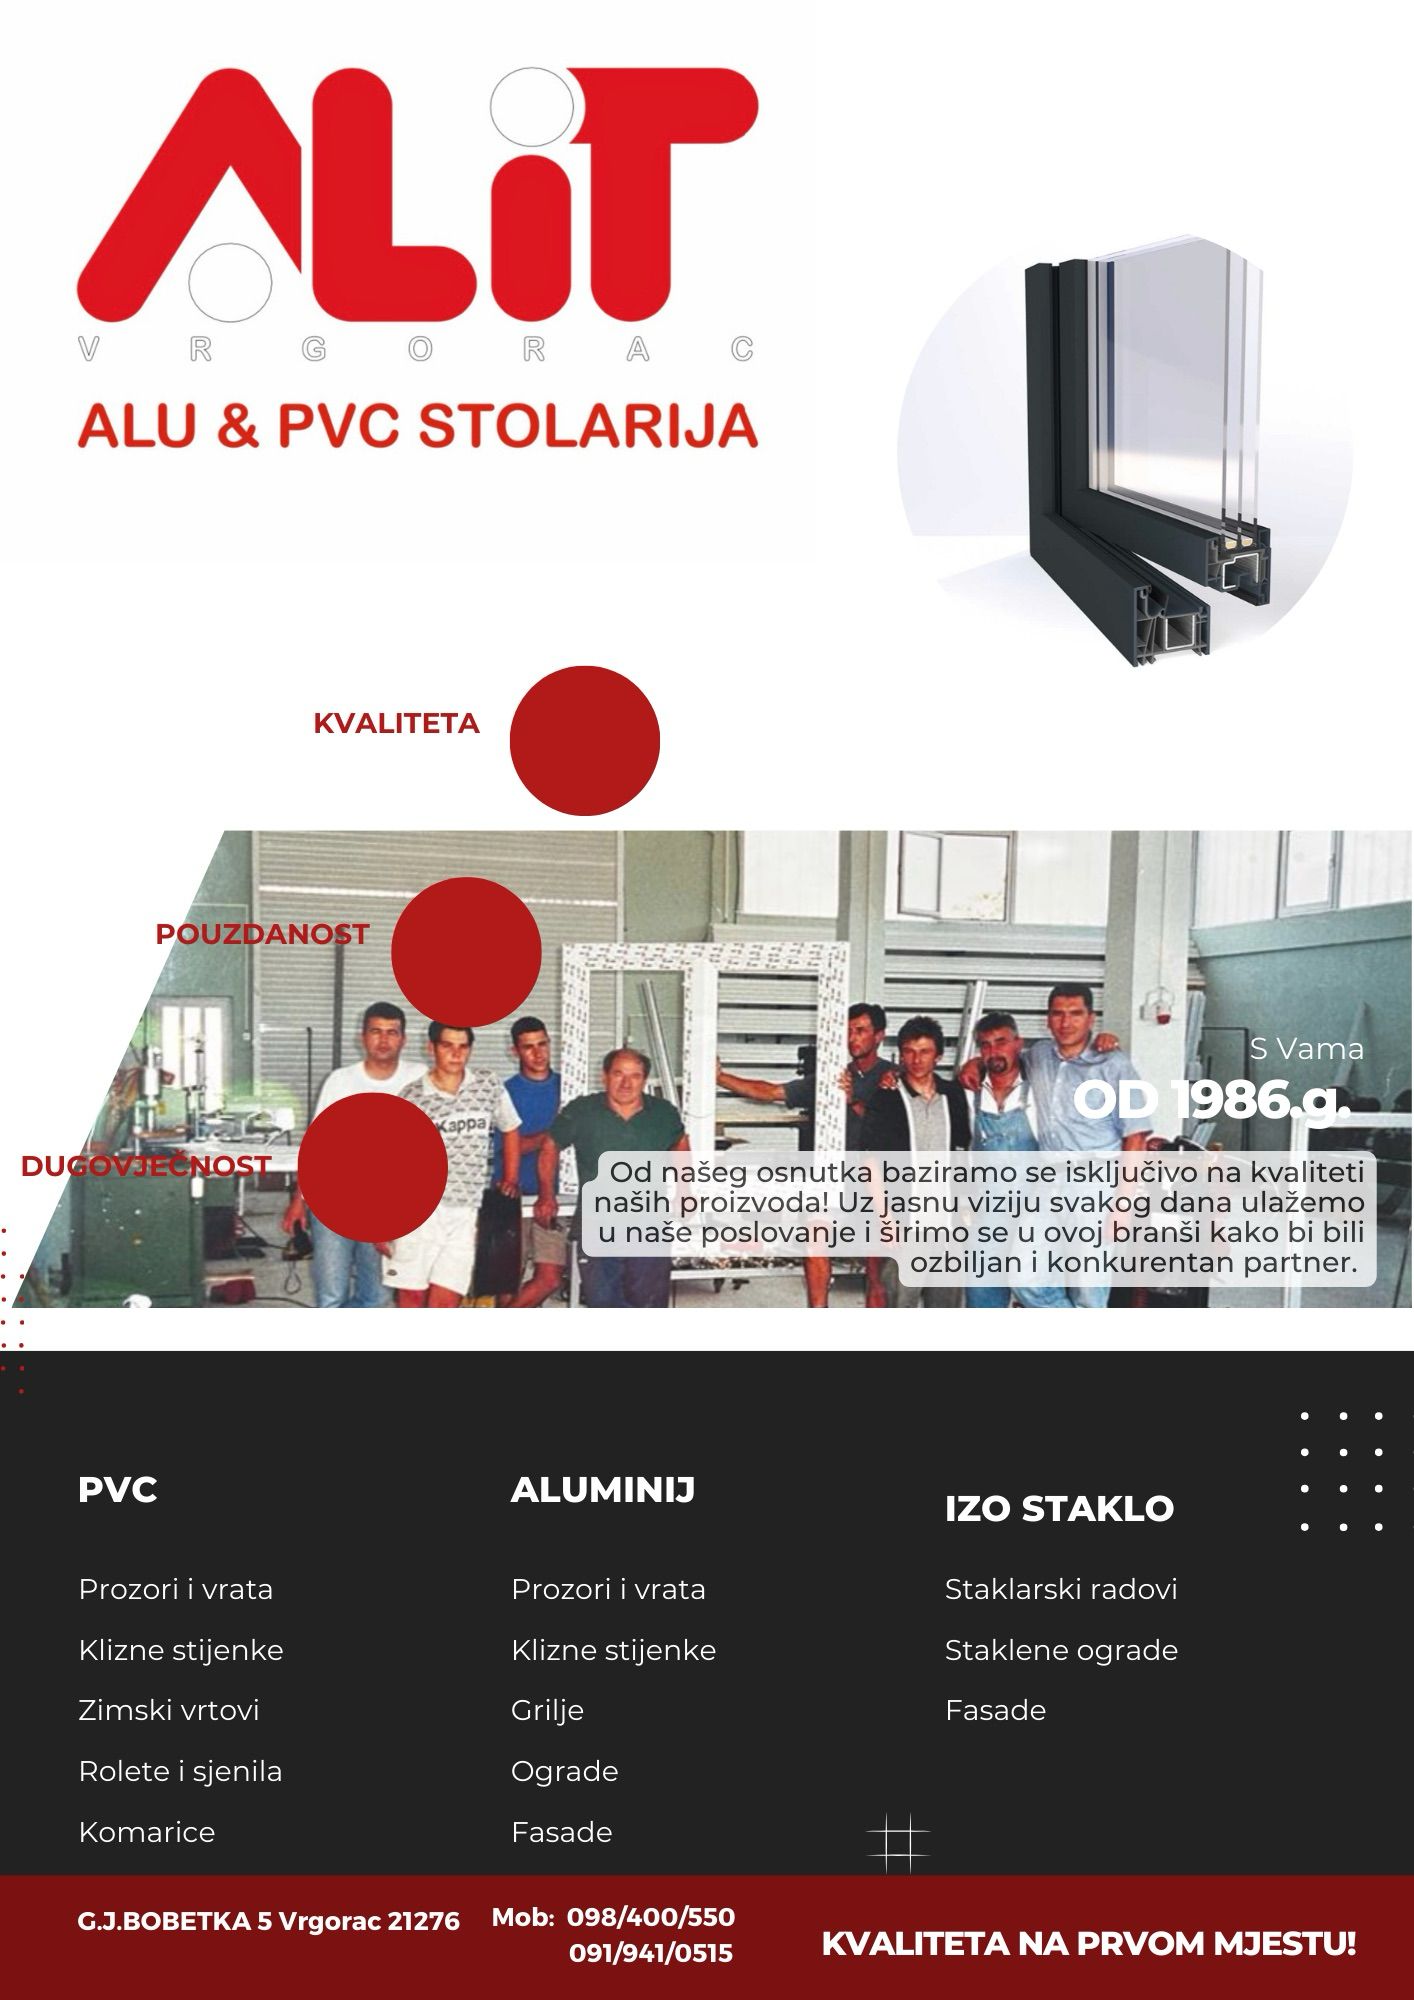 ALiT
VRGORAC
ALU & PVC STOLARIJA
KVALITETA
POUZDANOST
DUGOVJEČNOST
Kappa
S Vama
OD 1986.g.
Od našeg osnutka baziramo se isključivo na kvaliteti
naših proizvoda! Uz jasnu viziju svakog dana ulažemo
u naše poslovanje i širimo se u ovoj branši kako bi bili
ozbiljan i konkurentan partner.
PVC
Prozori i vrata
Klizne stijenke
Zimski vrtovi
Rolete i sjenila
Komarice
ALUMINIJ
Prozori i vrata
Klizne stijenke
Grilje
Ograde
Fasade
IZO STAKLO
Staklarski radovi
Staklene ograde
Fasade
G.J.BOBETKA 5 Vrgorac 21276
Mob: 098/400/550
091/941/0515
KVALITETA NA PRVOM MJESTU!